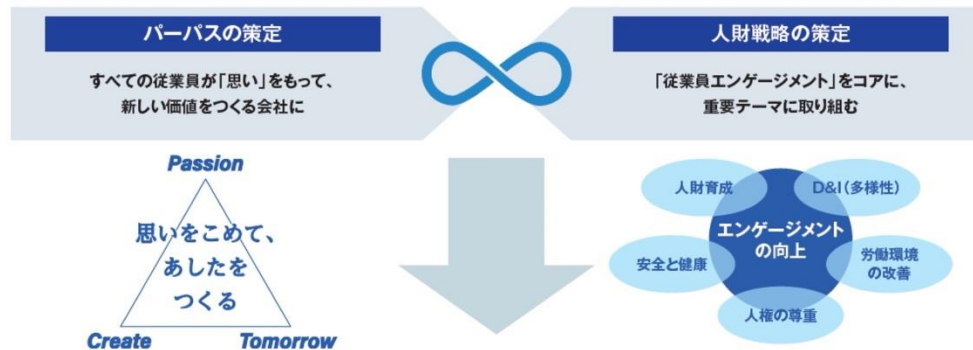 パーパスの策定
すべての従業員が「思い」をもって、
新しい価値をつくる会社に
人財戦略の策定
「従業員エンゲージメント」をコアに、
重要テーマに取り組む
Passion
思いをこめて、
あしたを
つくる
Create
Tomorrow
人財育成
D&I（多様性）
エンゲージメント
の向上
安全と健康
労働環境
の改善
人権の尊重